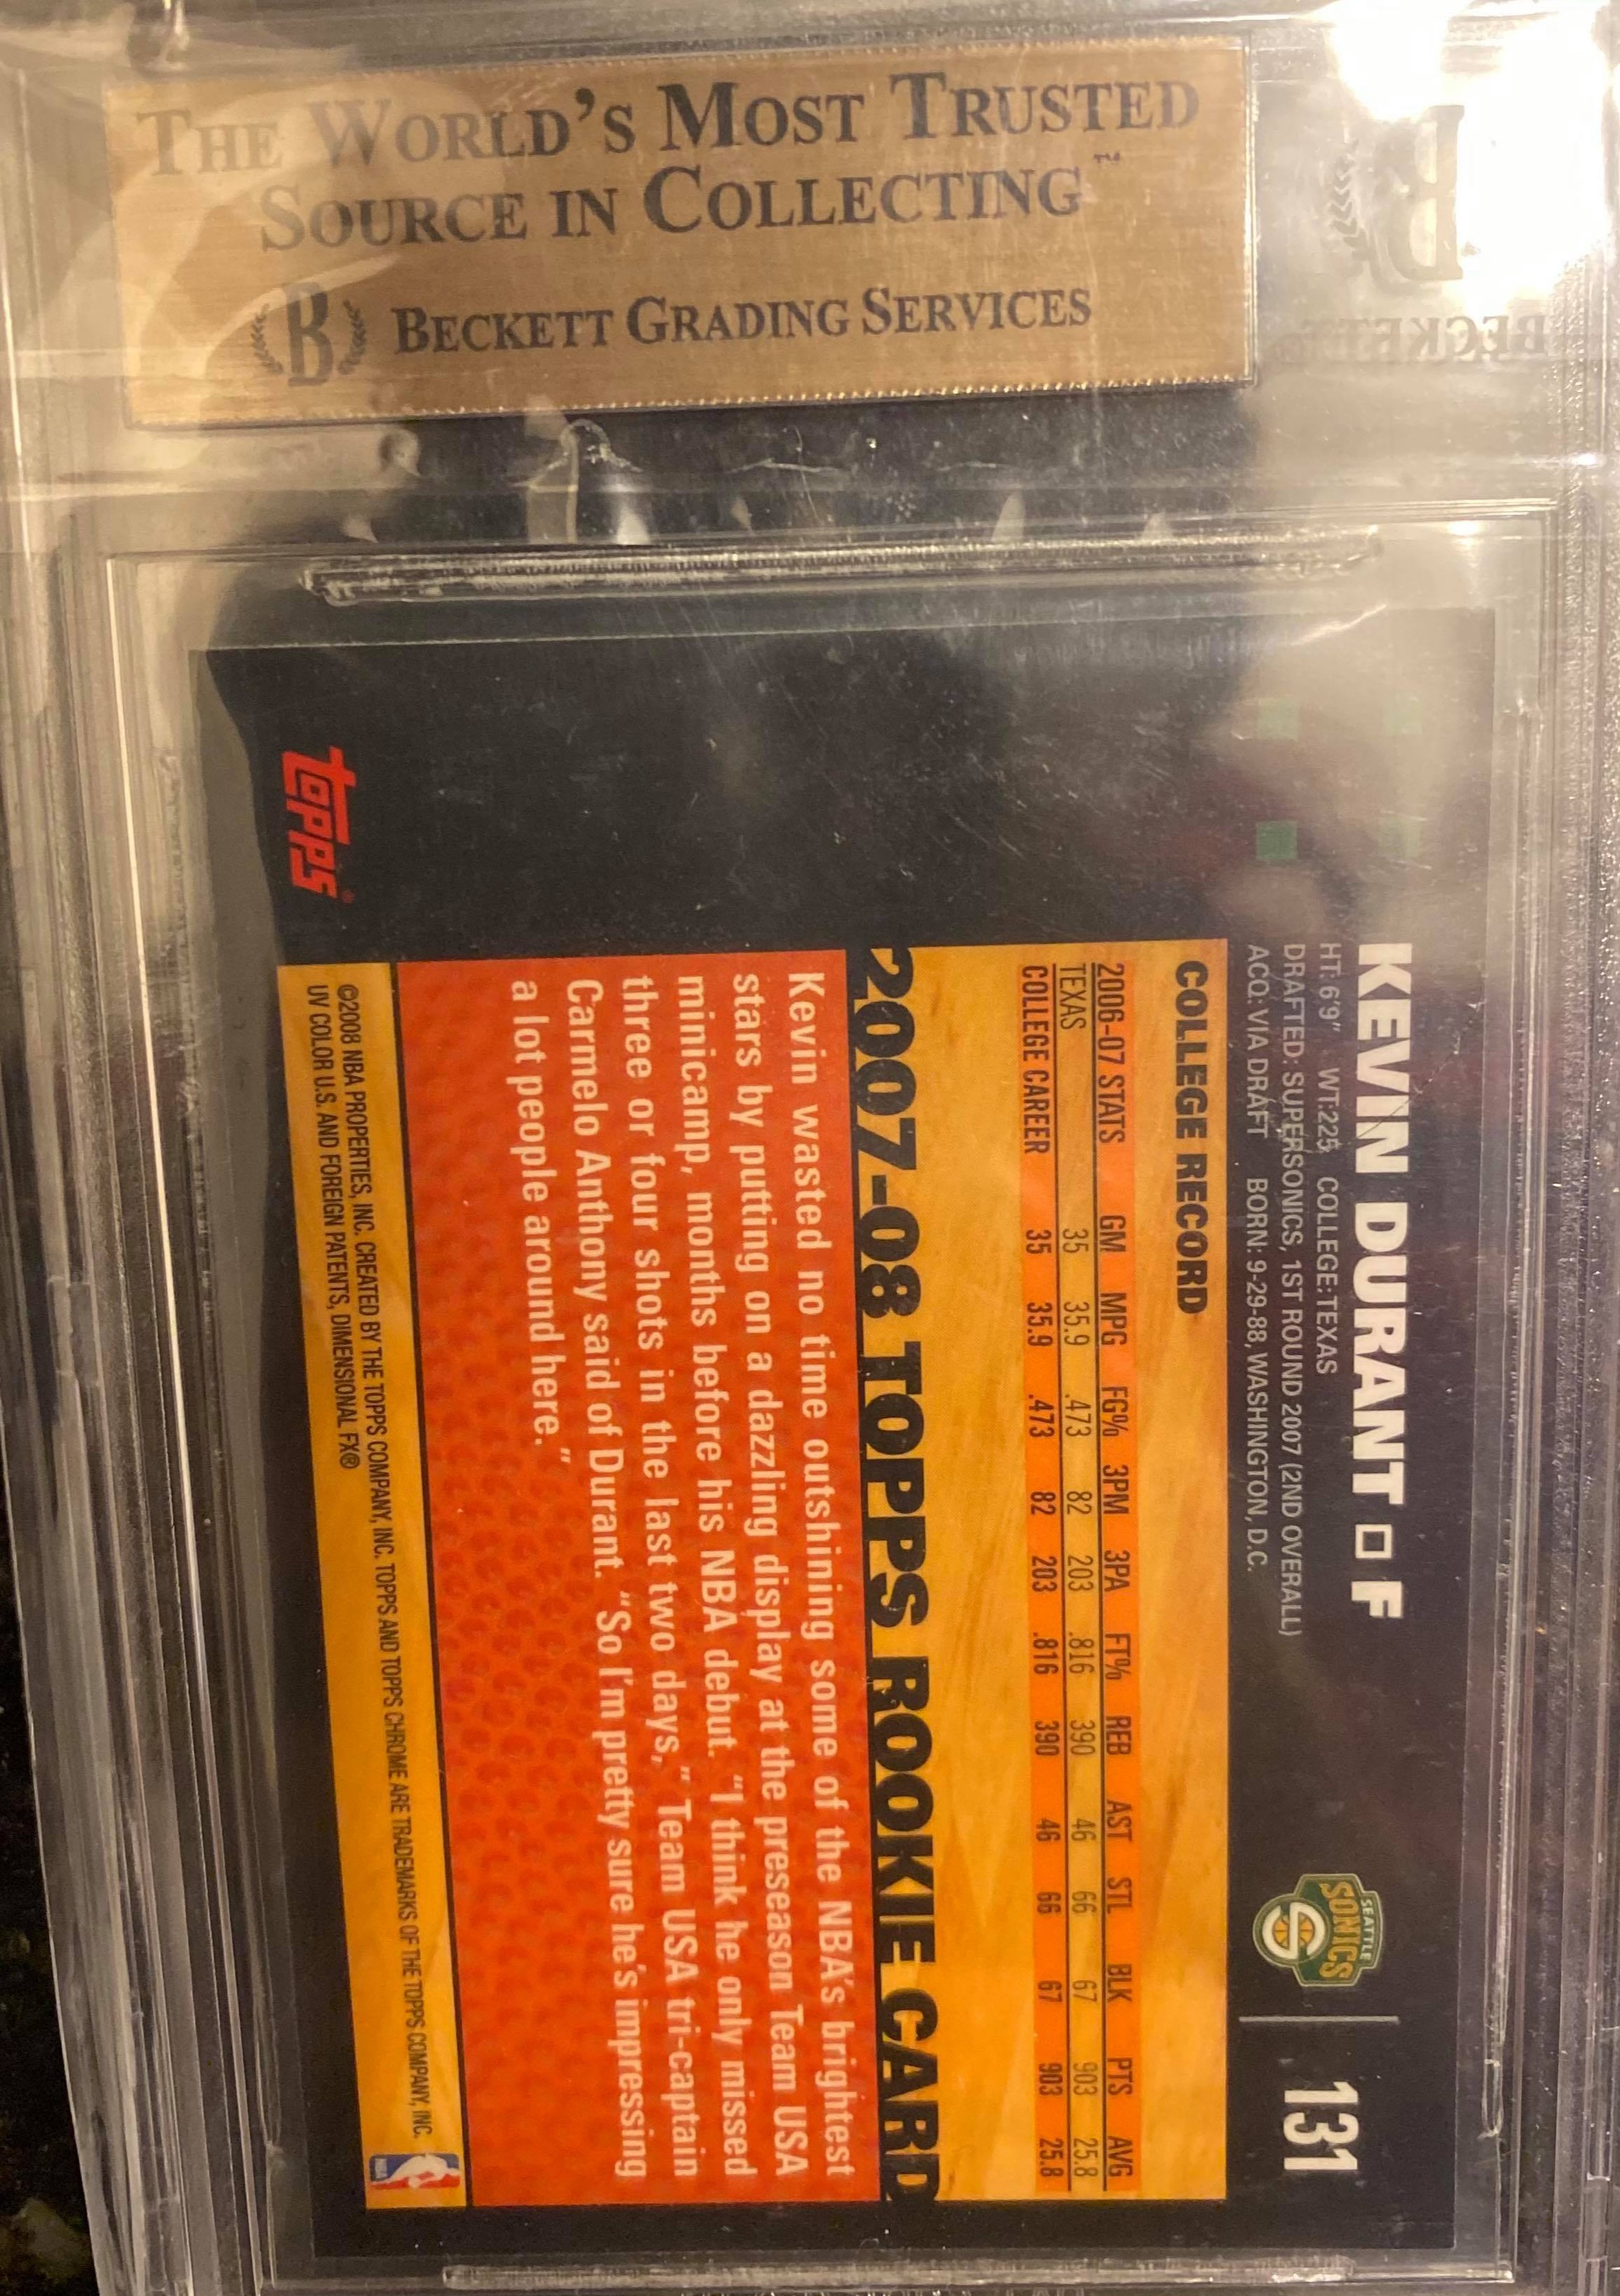 THE WORLD'S MOST TRUSTED
SOURCE IN COLLECTING™
B BECKETT GRADING SERVICES
B
BECKETT
KEVIN DURANT □ F
HT: 6'9" WT:225 COLLEGE:TEXAS
DRAFTED: SUPERSONICS, 1ST ROUND 2007 (2ND OVERALL)
ACQ: VIA DRAFT BORN: 9-29-88, WASHINGTON, D.C.
SEATTLE
SONICS
131
COLLEGE RECORD
2006-07 STATS GM MPG FG% 3PM 3PA FT% REB AST STL BLK PTS AVG
TEXAS 35 35.9 .473 82 203 .816 390 46 66 67 903 25.8
COLLEGE CAREER 35 35.9 .473 82 203 .816 390 46 66 67 903 25.8
2007-08 TOPPS ROOKIE CARD
Kevin wasted no time outshining some of the NBA's brightest
stars by putting on a dazzling display at the preseason Team USA
minicamp, months before his NBA debut. "I think he only missed
three or four shots in the last two days," Team USA tri-captain
Carmelo Anthony said of Durant. "So I'm pretty sure he's impressing
a lot people around here."
©2008 NBA PROPERTIES, INC. CREATED BY THE TOPPS COMPANY, INC. TOPPS AND TOPPS CHROME ARE TRADEMARKS OF THE TOPPS COMPANY, INC.
UV COLOR U.S. AND FOREIGN PATENTS, DIMENSIONAL FX®
NBA
topps®